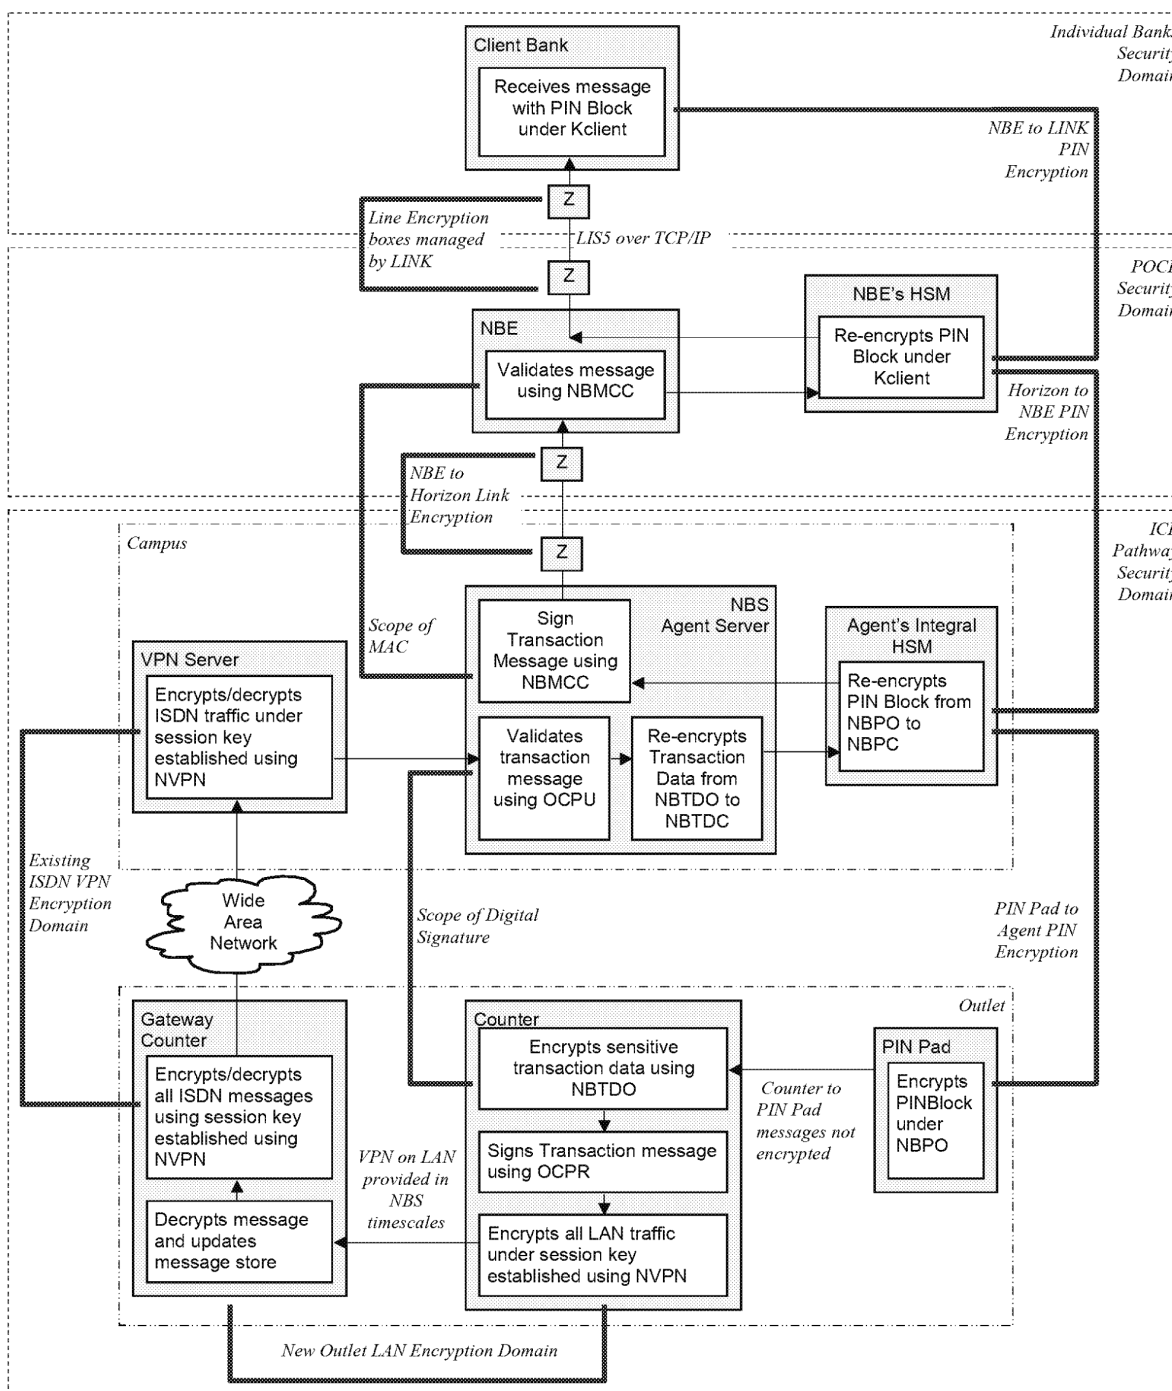 Individual Bank
Security
Domain
Client Bank
Receives message
with PIN Block
under Kclient
NBE to LINK
PIN
Encryption
Z
Line Encryption
boxes managed
by LINK
LIS5 over TCP/IP
Z
POCL
Security
Domain
NBE's HSM
Re-encrypts PIN
Block under
Kclient
NBE
Validates message
using NBMCC
Horizon to
NBE PIN
Encryption
Z
NBE to
Horizon Link
Encryption
Z
ICL
Pathway
Security
Domain
Campus
Scope of
MAC
NBS
Agent Server
Sign
Transaction
Message using
NBMCC
Agent's Integral
HSM
Re-encrypts
PIN Block from
NBPO to
NBPC
VPN Server
Encrypts/decrypts
ISDN traffic under
session key
established using
NVPN
Validates
transaction
message
using OCPU
Re-encrypts
Transaction
Data from
NBTDO to
NBTDC
Existing
ISDN VPN
Encryption
Domain
Wide
Area
Network
Scope of Digital
Signature
PIN Pad to
Agent PIN
Encryption
Outlet
Gateway
Counter
Encrypts/decrypts
all ISDN messages
using session key
established using
NVPN
Decrypts message
and updates
message store
VPN on LAN
provided in
NBS
timescales
Counter
Encrypts sensitive
transaction data using
NBTDO
Signs Transaction message
using OCPR
Encrypts all LAN traffic
under session key
established using NVPN
Counter to
PIN Pad
messages not
encrypted
PIN Pad
Encrypts
PINBlock
under
NBPO
New Outlet LAN Encryption Domain